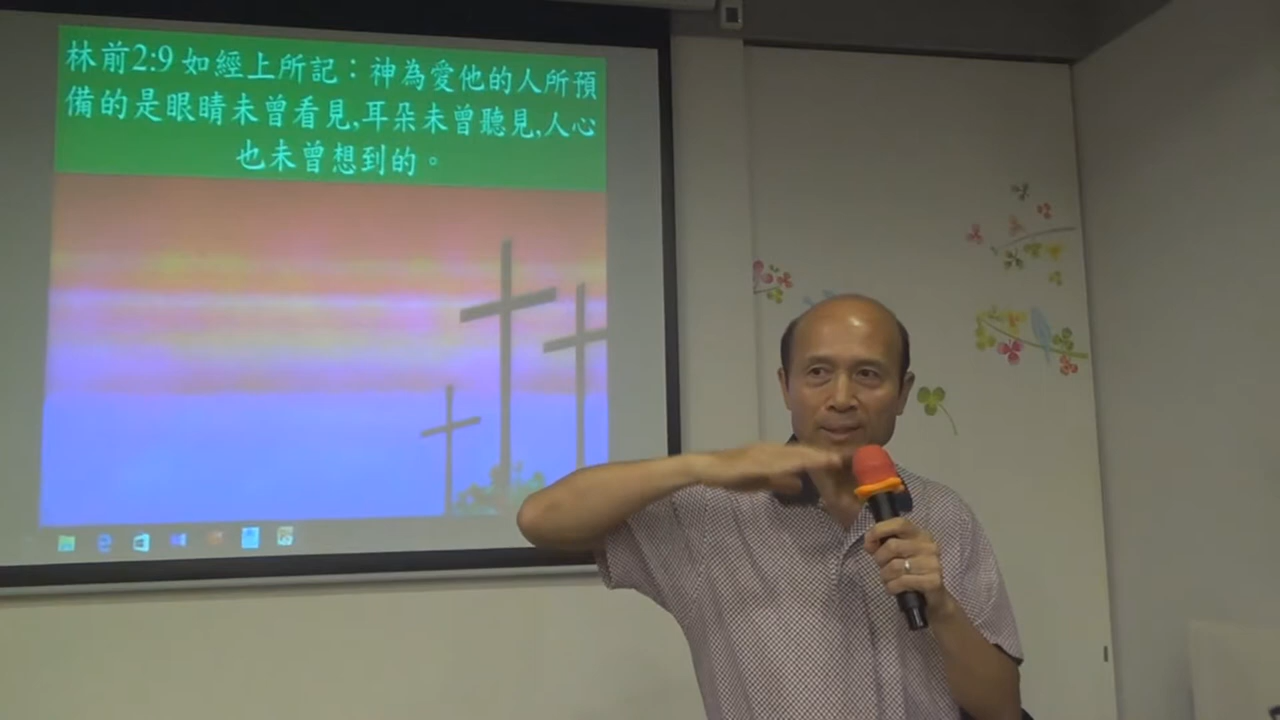 林前2:9 如經上所記：神為愛他的人所預
備的是眼睛未曾看見,耳朵未曾聽見,人心
也未曾想到的。